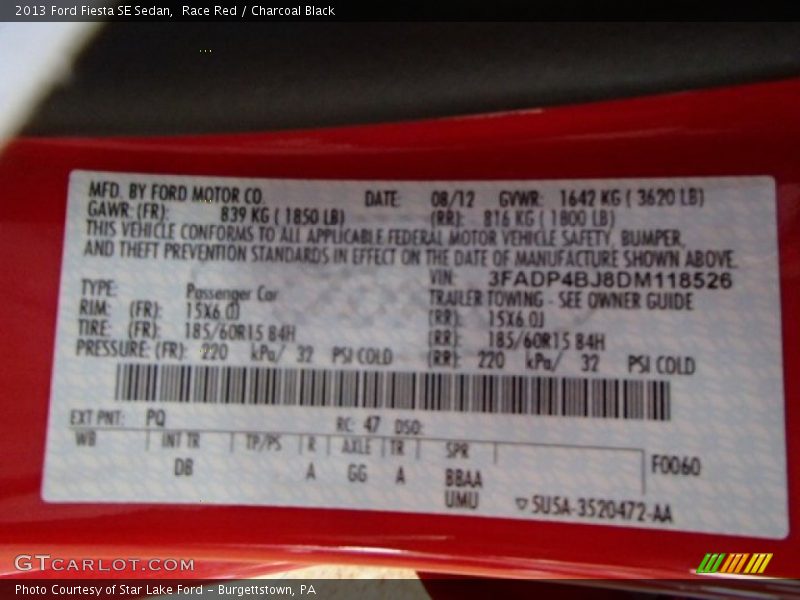 2013 Ford Fiesta SE Sedan,  Race Red / Charcoal Black
MFD. BY FORD MOTOR CO. DATE: 08/12 GVWR: 1642 KG ( 3620 LB)
GAWR: (FR): 839 KG ( 1850 LB) (RR): 816 KG ( 1800 LB)
THIS VEHICLE CONFORMS TO ALL APPLICABLE FEDERAL MOTOR VEHICLE SAFETY, BUMPER,
AND THEFT PREVENTION STANDARDS IN EFFECT ON THE DATE OF MANUFACTURE SHOWN ABOVE.
VIN: 3FADP4BJ8DM118526
TYPE: Passenger Car TRAILER TOWING - SEE OWNER GUIDE
RIM: (FR): 15X6.0J (RR): 15X6.0J
TIRE: (FR): 185/60R15 84H (RR): 185/60R15 84H
PRESSURE: (FR): 220 kPa/ 32 PSI COLD (RR): 220 kPa/ 32 PSI COLD
EXT PNT: PQ RC: 47 DSO:
WB INT TR TP/PS R AXLE TR SPR
DB A GG A BBAA F0060
UMU ▽5U5A-3520472-AA
GTCARLOT.COM
Photo Courtesy of Star Lake Ford - Burgettstown, PA